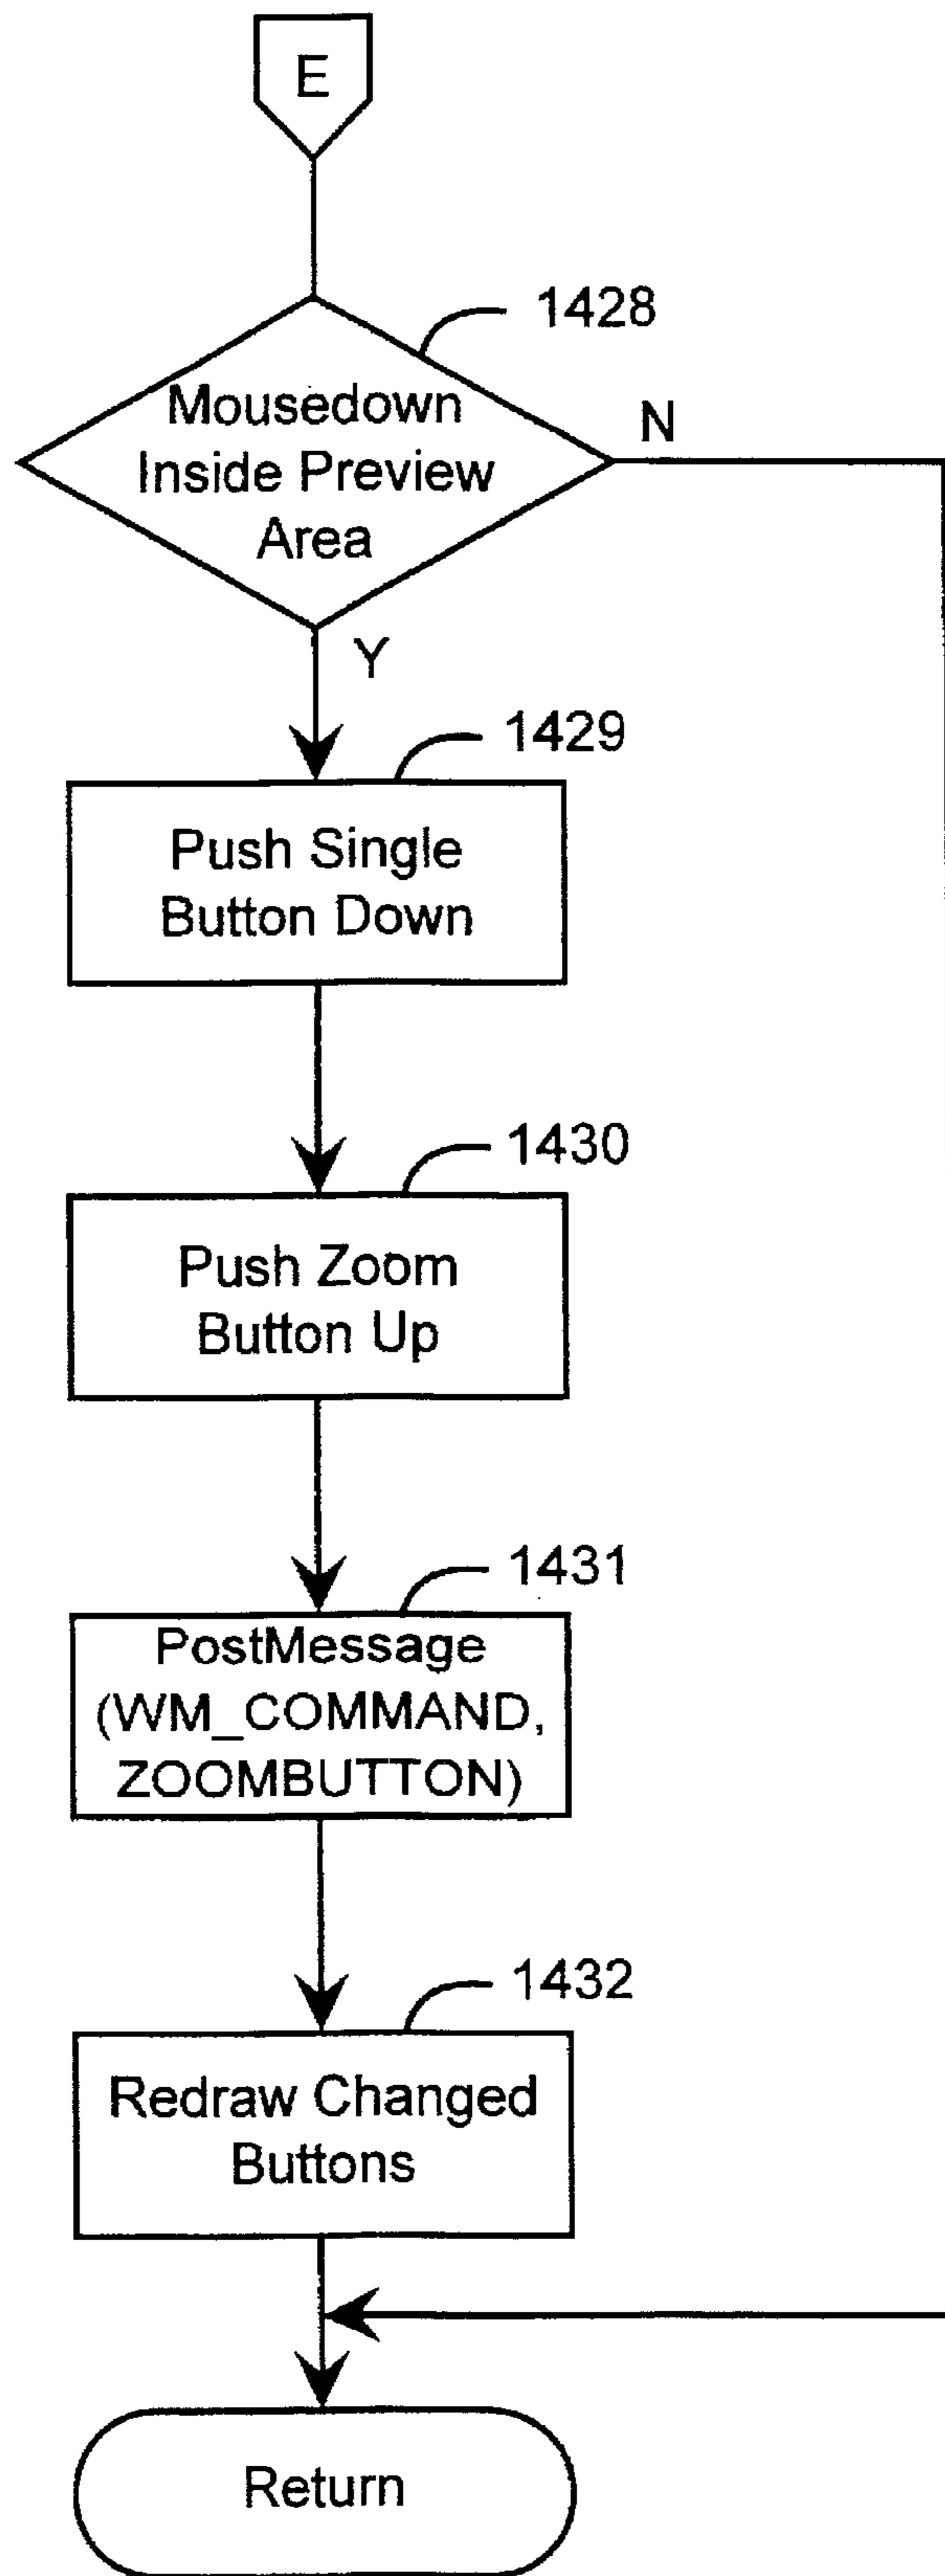 E
1428
Mousedown
Inside Preview
Area
N
Y
1429
Push Single
Button Down
1430
Push Zoom
Button Up
1431
PostMessage
(WM_COMMAND,
ZOOMBUTTON)
1432
Redraw Changed
Buttons
Return